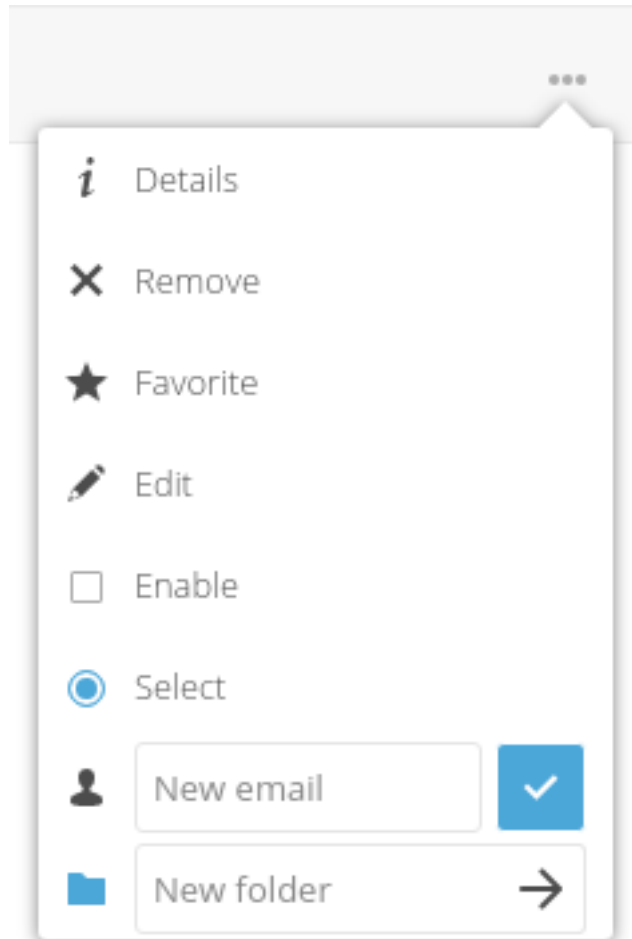 Details
Remove
Favorite
Edit
Enable
Select
New email
New folder